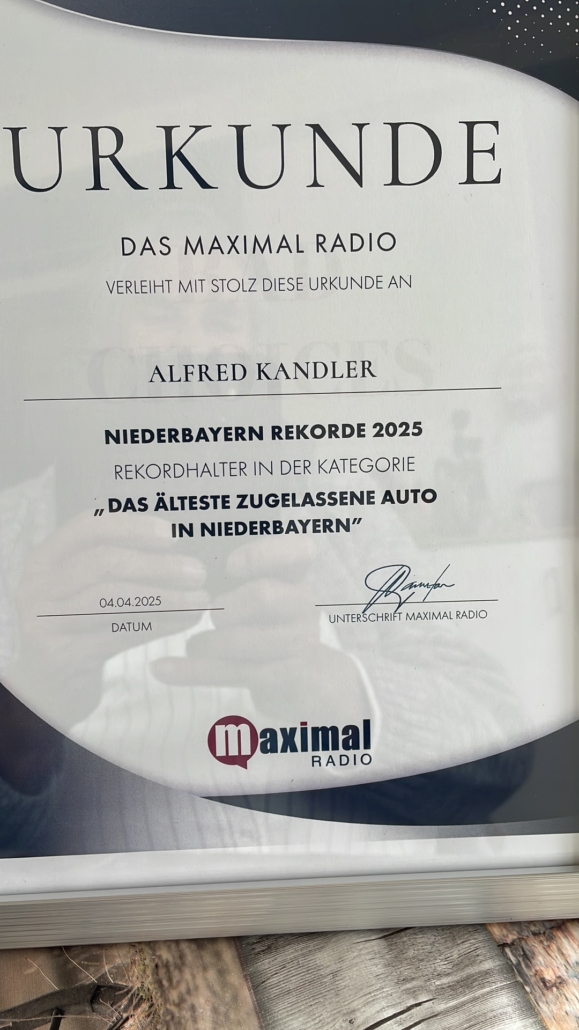 URKUNDE
DAS MAXIMAL RADIO
VERLEIHT MIT STOLZ DIESE URKUNDE AN
ALFRED KANDLER
NIEDERBAYERN REKORDE 2025
REKORDHALTER IN DER KATEGORIE
„DAS ÄLTESTE ZUGELASSENE AUTO
IN NIEDERBAYERN”
04.04.2025
DATUM
UNTERSCHRIFT MAXIMAL RADIO
maximal
RADIO